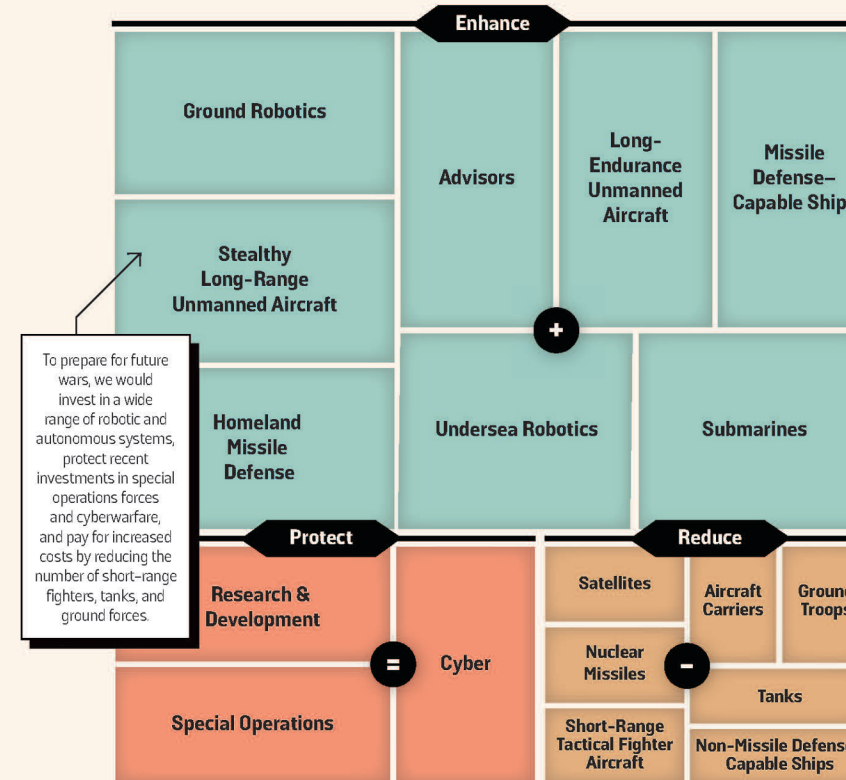 Enhance
Ground Robotics
Advisors
Long-
Endurance
Unmanned
Aircraft
Missile
Defense–
Capable Ship
Stealthy
Long-Range
Unmanned Aircraft
+
To prepare for future
wars, we would
invest in a wide
range of robotic and
autonomous systems,
protect recent
investments in special
operations forces
and cyberwarfare,
and pay for increased
costs by reducing the
number of short-range
fighters, tanks, and
ground forces.
Homeland
Missile
Defense
Undersea Robotics
Submarines
Protect
Research &
Development
=
Cyber
Special Operations
Reduce
Satellites
Aircraft
Carriers
Ground
Troops
Nuclear
Missiles
-
Tanks
Short-Range
Tactical Fighter
Aircraft
Non-Missile Defense
Capable Ships